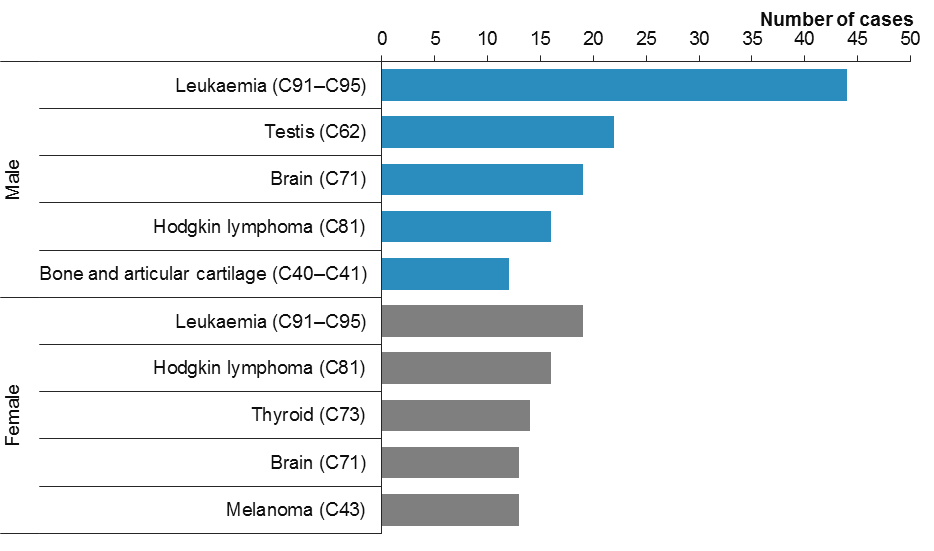 Number of cases
0 5 10 15 20 25 30 35 40 45 50
Male
Leukaemia (C91–C95)
Testis (C62)
Brain (C71)
Hodgkin lymphoma (C81)
Bone and articular cartilage (C40–C41)
Female
Leukaemia (C91–C95)
Hodgkin lymphoma (C81)
Thyroid (C73)
Brain (C71)
Melanoma (C43)